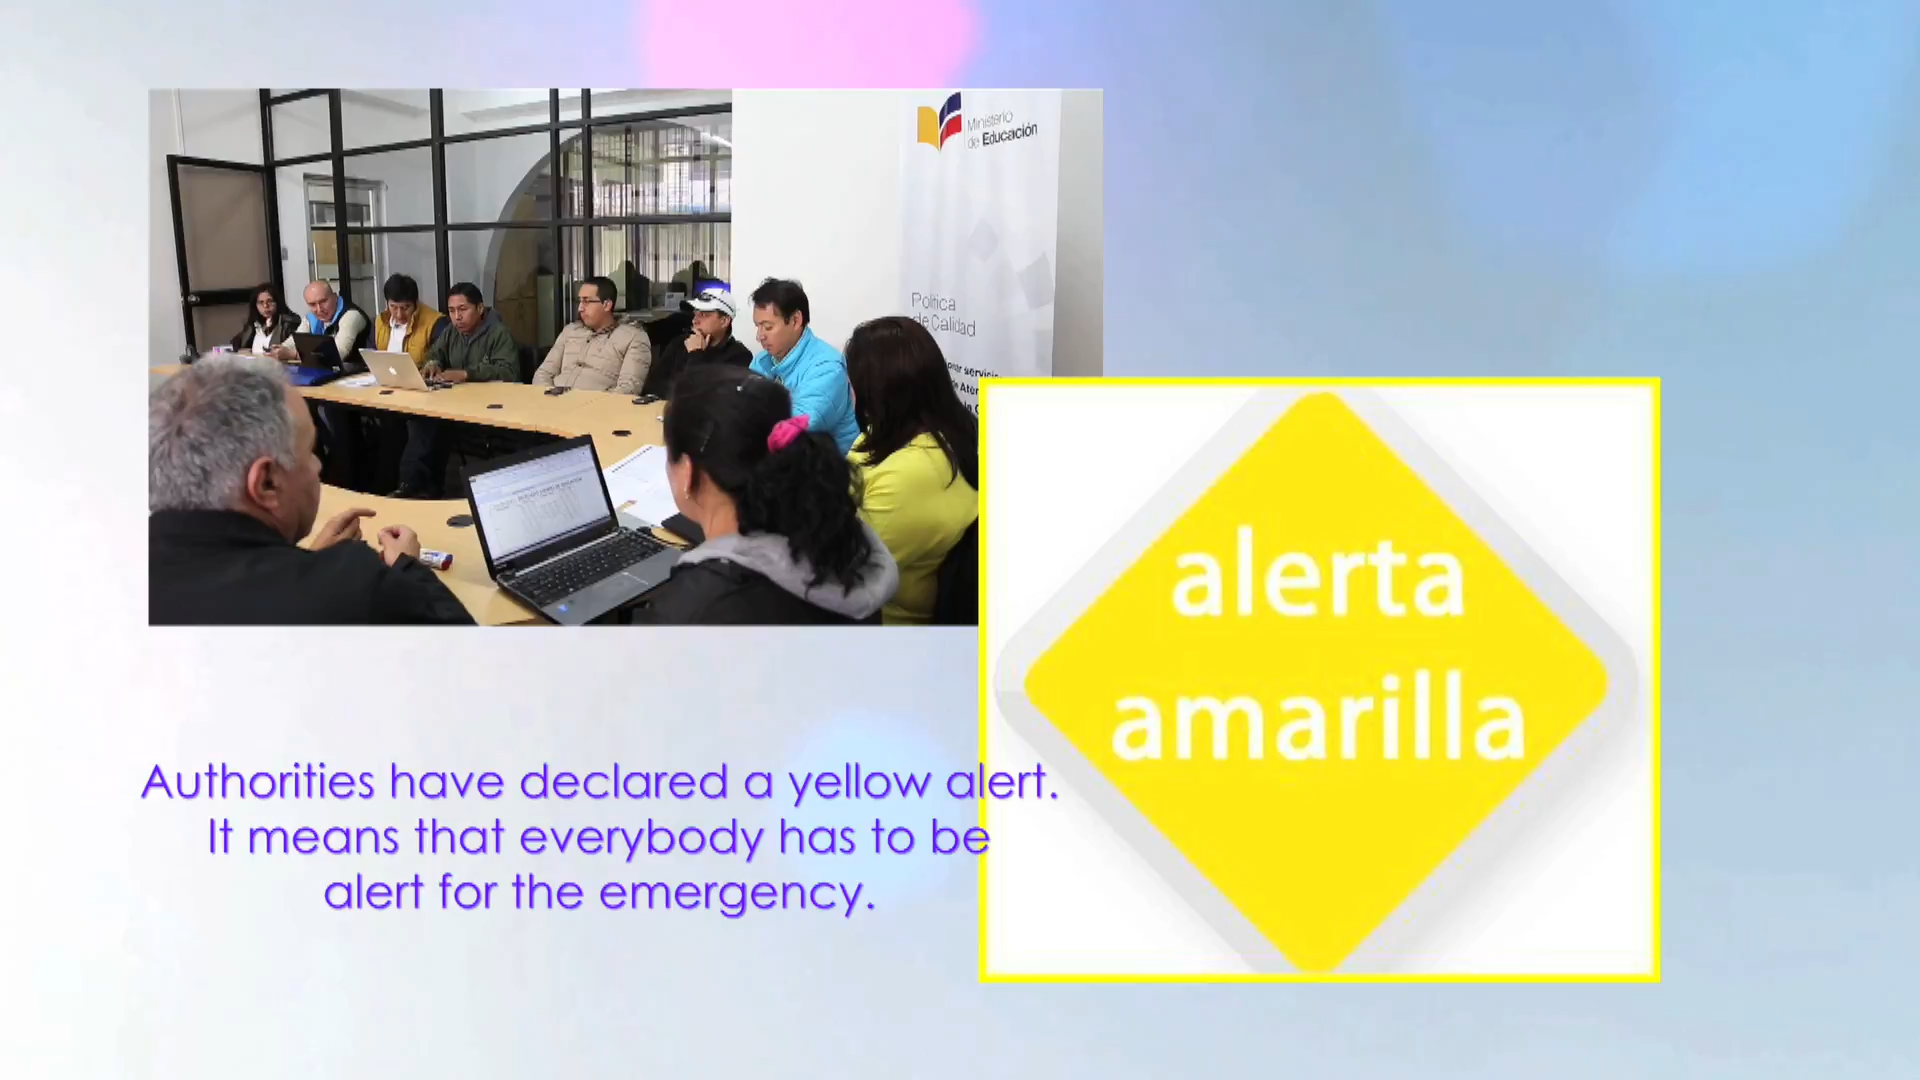 Ministerio
de Educación
Política
de Calidad
alerta
amarilla
Authorities have declared a yellow alert.
It means that everybody has to be
alert for the emergency.